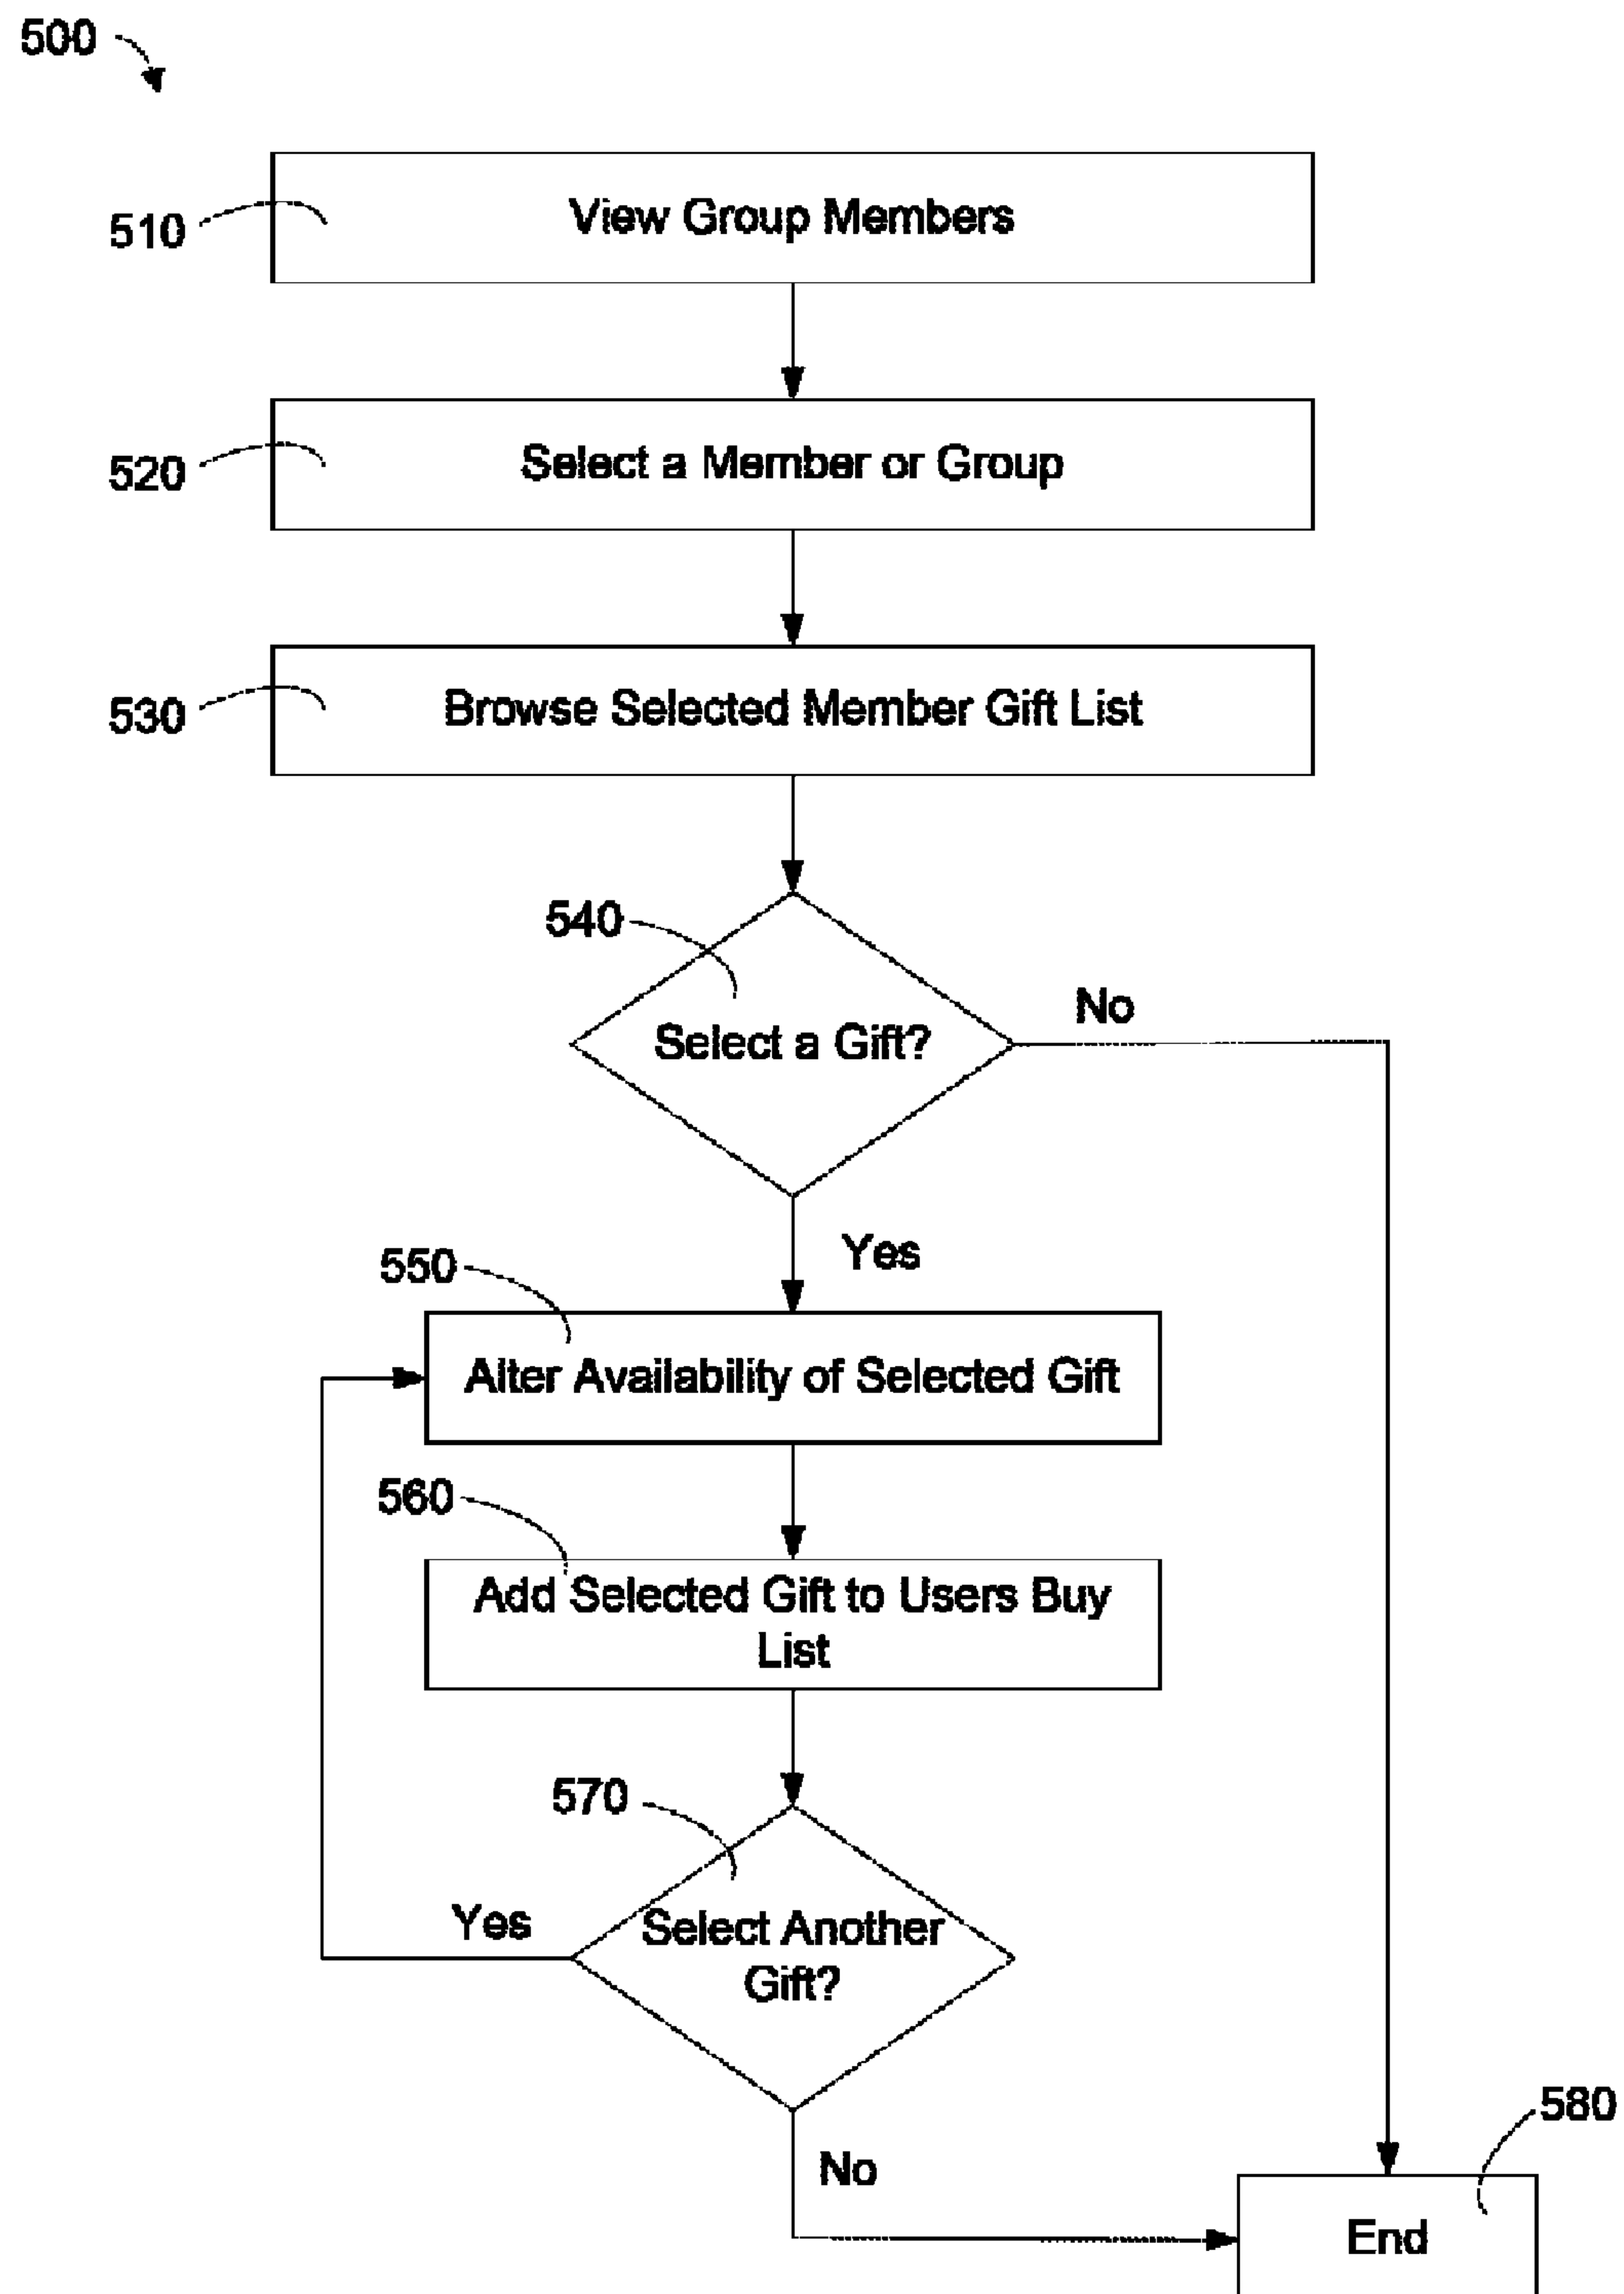 500
510
View Group Members
520
Select a Member or Group
530
Browse Selected Member Gift List
540
Select a Gift?
No
Yes
550
Alter Availability of Selected Gift
560
Add Selected Gift to Users Buy
List
570
Yes
Select Another
Gift?
No
580
End